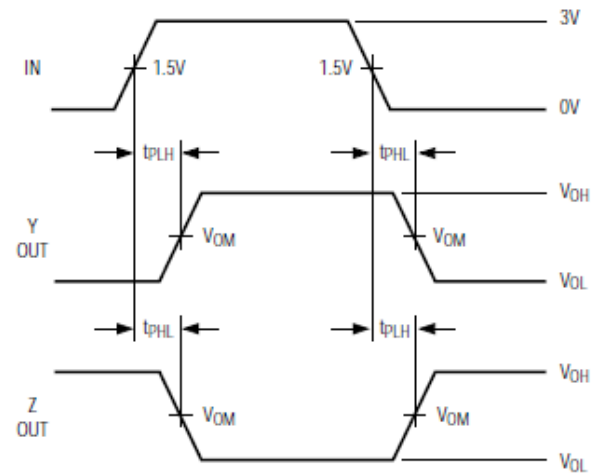 3V
IN
1.5V
1.5V
0V
tPLH
tPHL
VOH
Y
OUT
VOM
VOM
VOL
tPHL
tPLH
VOH
Z
OUT
VOM
VOM
VOL